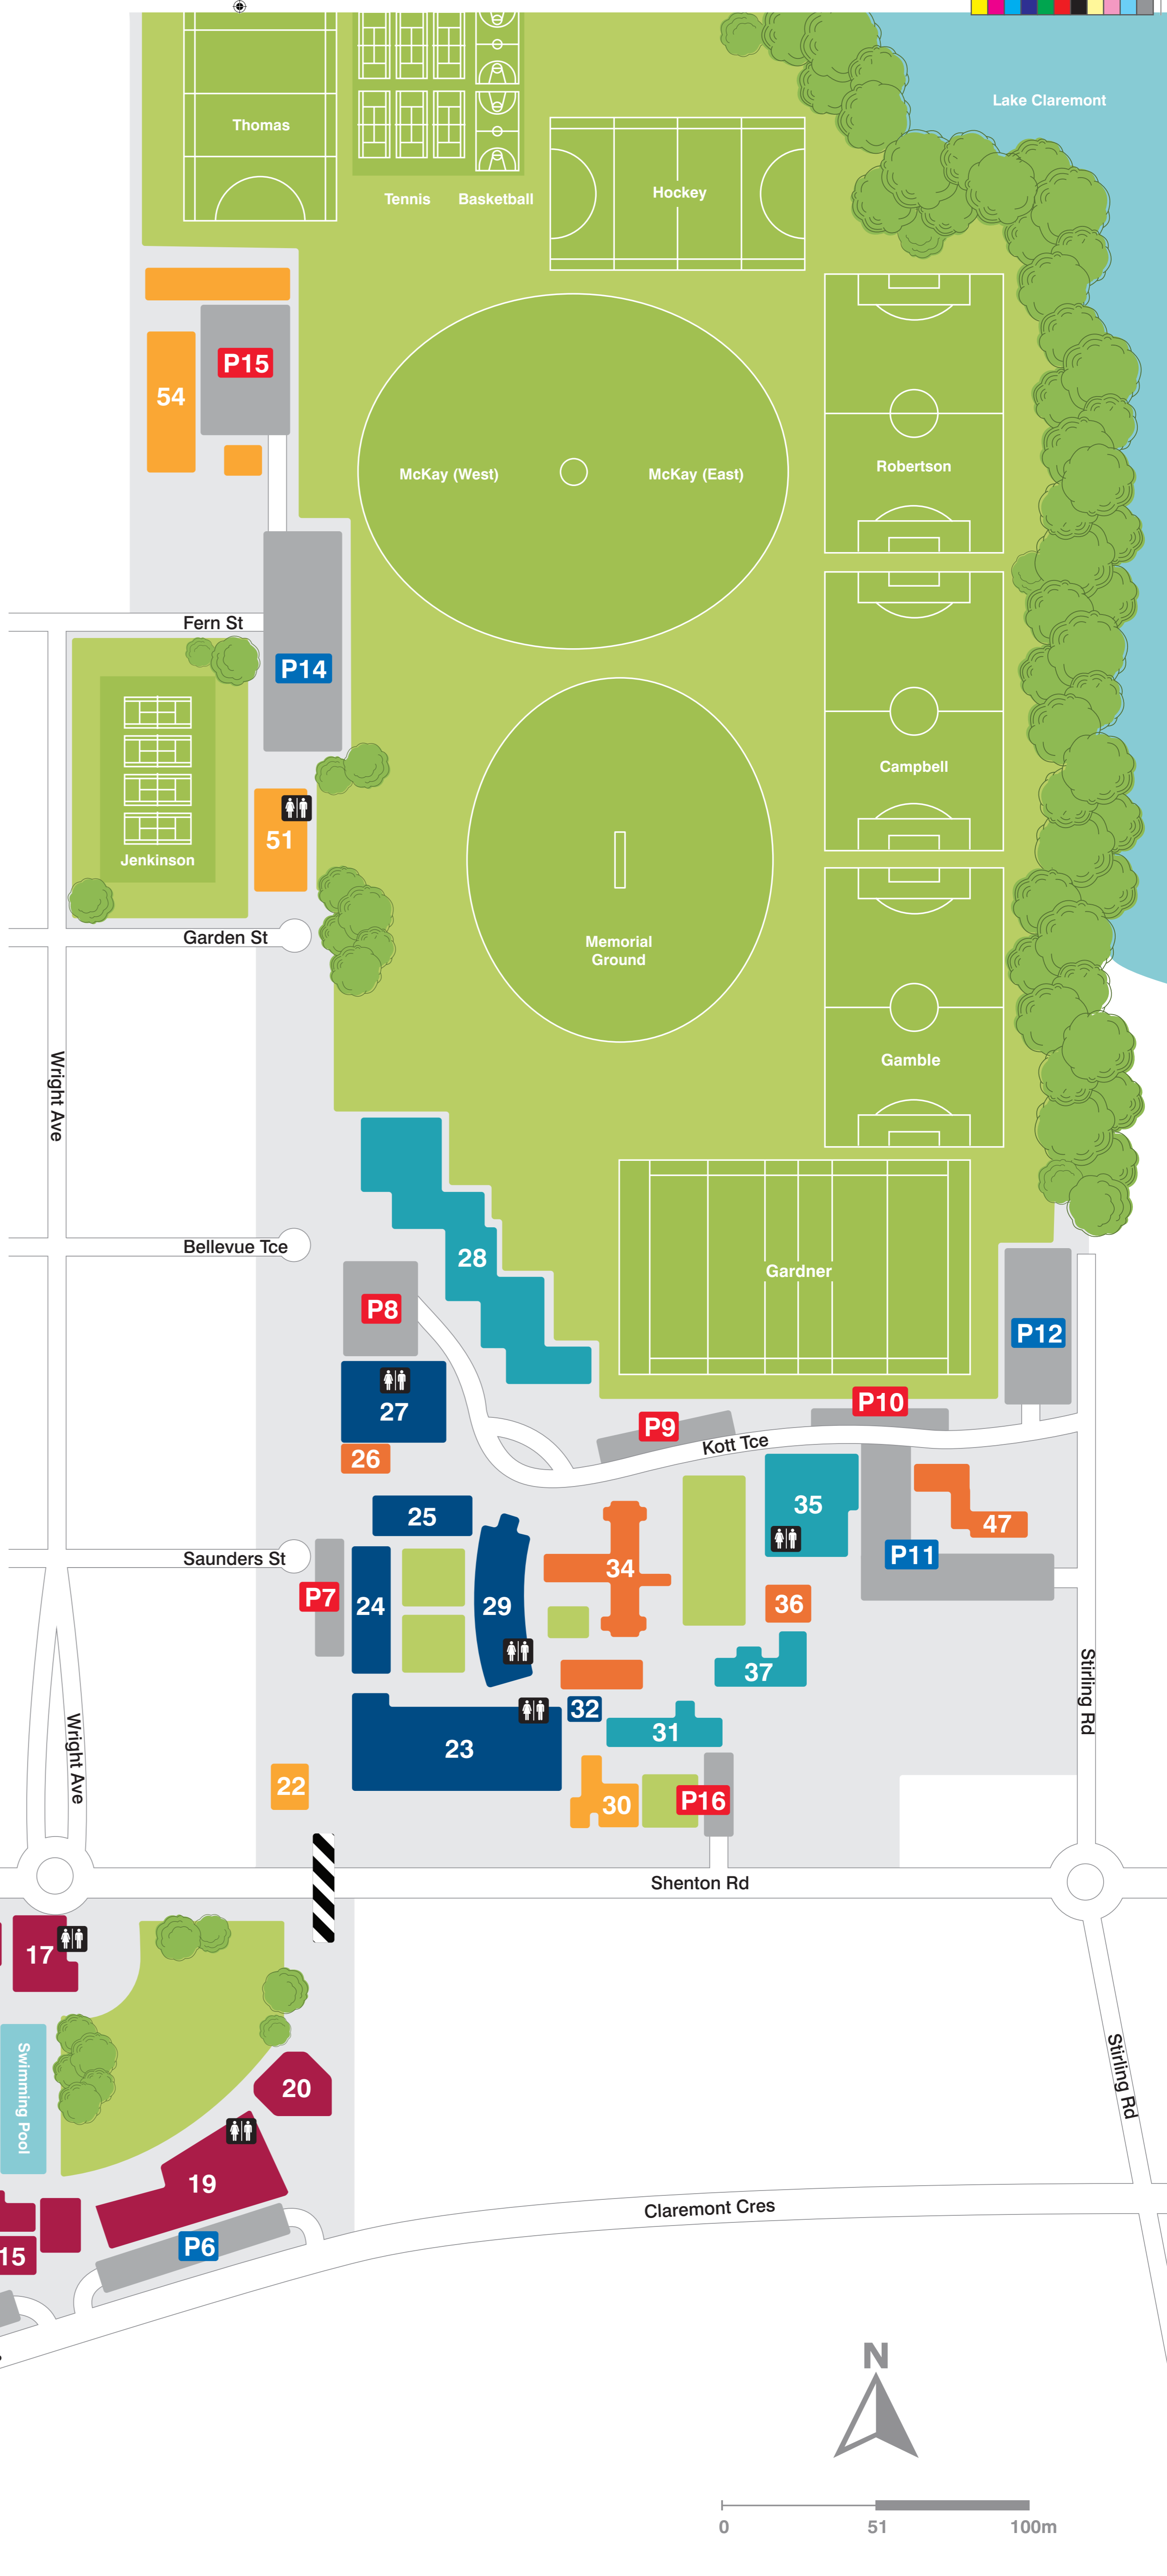 Lake Claremont
Thomas
Tennis
Basketball
Hockey
P15
54
McKay (West)
McKay (East)
Robertson
Fern St
P14
Campbell
51
Jenkinson
Garden St
Memorial
Ground
Gamble
Wright Ave
Bellevue Tce
28
Gardner
P8
P12
27
P10
P9
Kott Tce
26
25
35
47
Saunders St
P11
34
P7
24
29
36
37
Stirling Rd
32
31
Wright Ave
23
22
30
P16
Shenton Rd
17
Swimming Pool
20
Stirling Rd
19
Claremont Cres
P6
15
N
0
51
100m